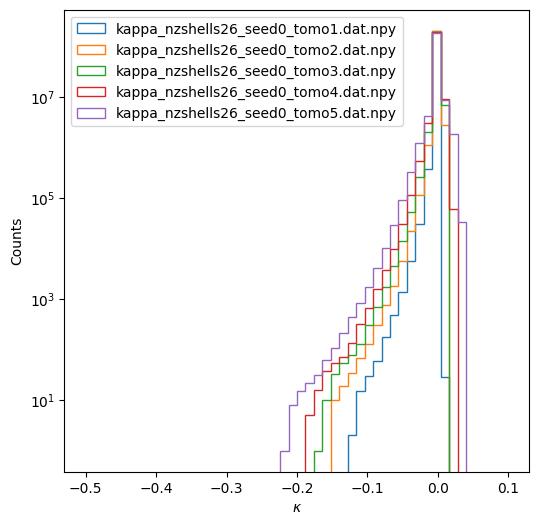 kappa_nzshells26_seed0_tomo1.dat.npy
kappa_nzshells26_seed0_tomo2.dat.npy
kappa_nzshells26_seed0_tomo3.dat.npy
kappa_nzshells26_seed0_tomo4.dat.npy
kappa_nzshells26_seed0_tomo5.dat.npy
10⁷
10⁵
Counts
10³
10¹
−0.5 −0.4 −0.3 −0.2 −0.1 0.0 0.1
κ